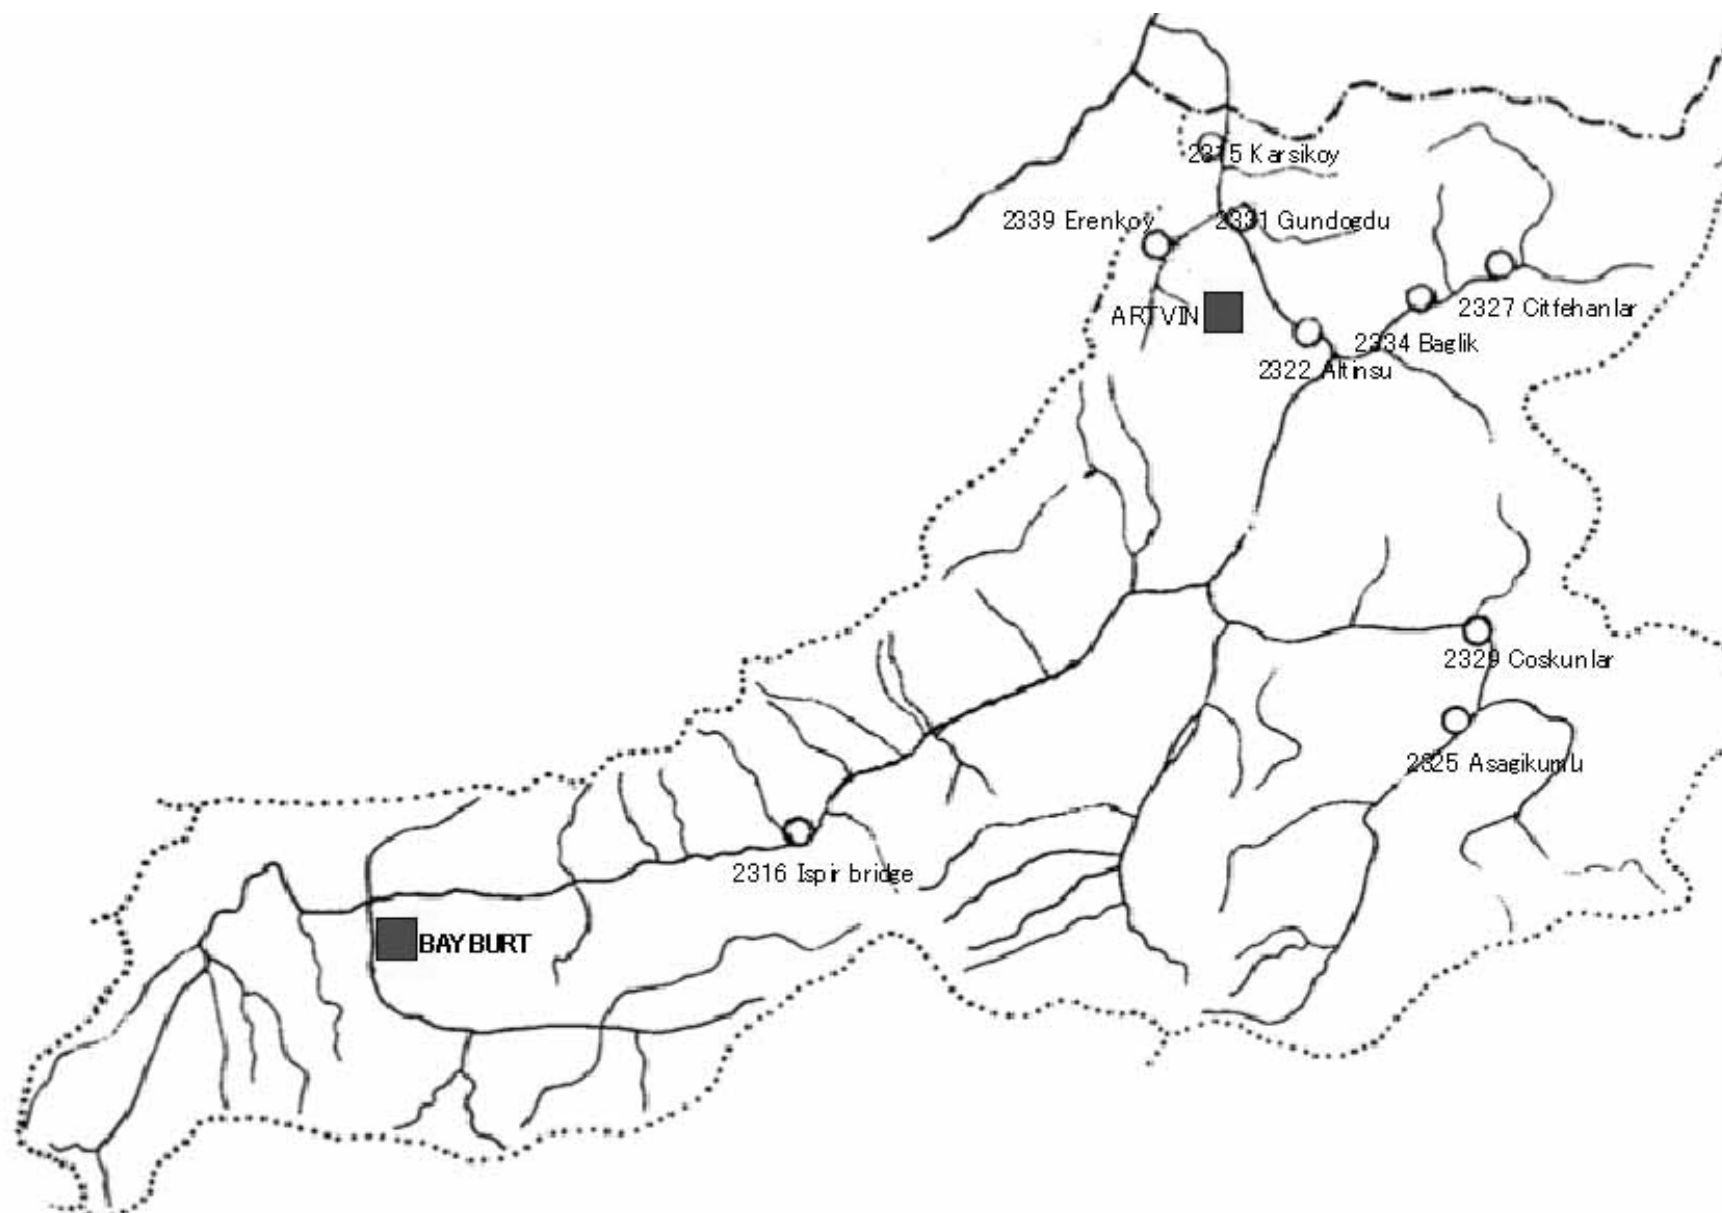 2315 Karsikoy
2339 Erenkoy
2331 Gundogdu
ARTVIN
2327 Citfehanlar
2334 Baglik
2322 Altinsu
2329 Coskunlar
2325 Asagikumlu
2316 Ispir bridge
BAYBURT